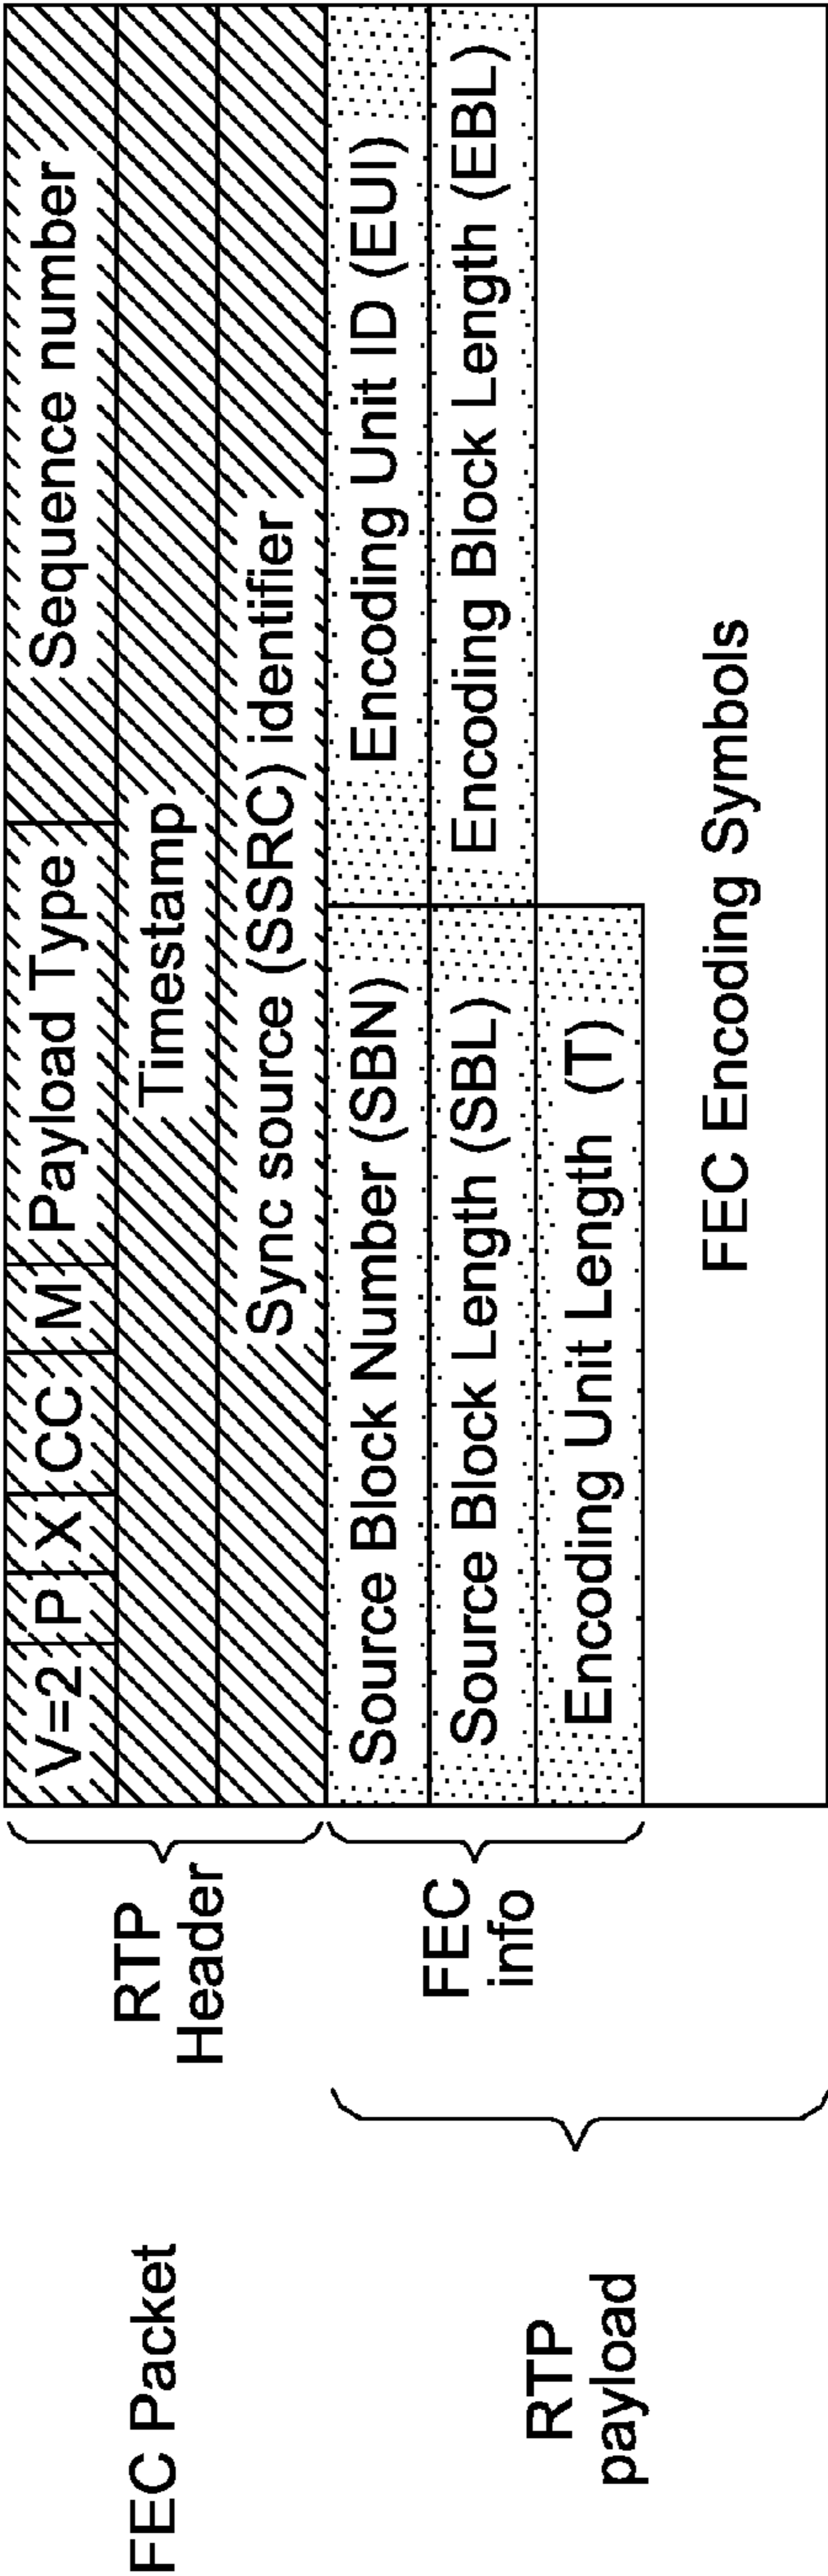 FEC Packet
RTP
Header
V=2 P X CC M Payload Type Sequence number
Timestamp
Sync source (SSRC) identifier
RTP
payload
FEC
info
Source Block Number (SBN) Encoding Unit ID (EUI)
Source Block Length (SBL) Encoding Block Length (EBL)
Encoding Unit Length (T)
FEC Encoding Symbols